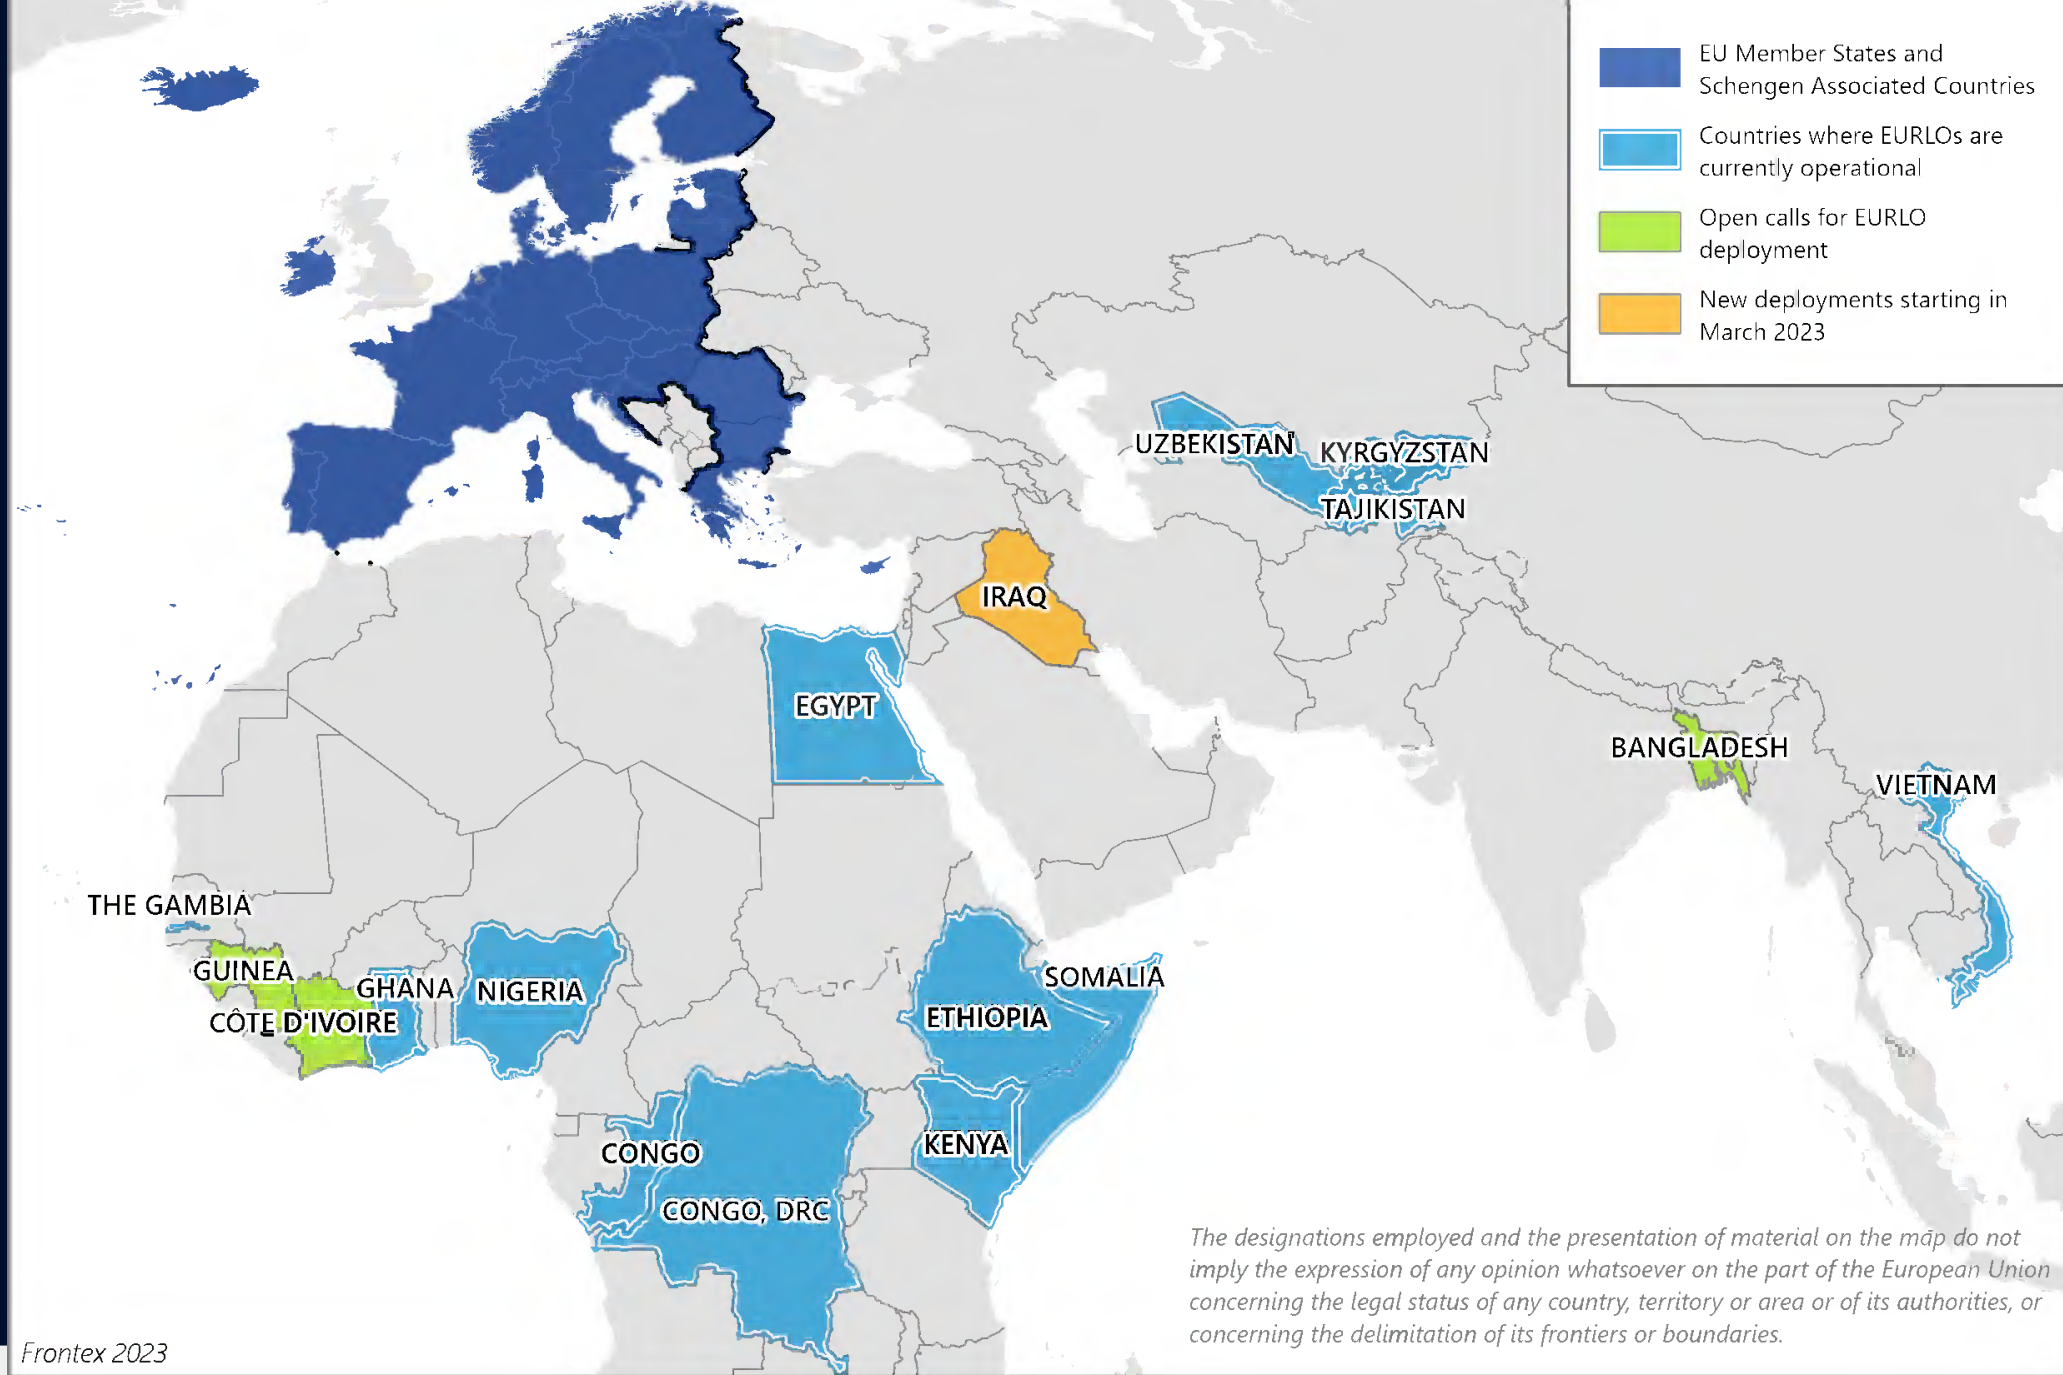 EU Member States and
Schengen Associated Countries
Countries where EURLOs are
currently operational
Open calls for EURLO
deployment
New deployments starting in
March 2023
UZBEKISTAN
KYRGYZSTAN
TAJIKISTAN
IRAQ
EGYPT
BANGLADESH
VIETNAM
THE GAMBIA
GUINEA
GHANA
NIGERIA
SOMALIA
CÔTE D'IVOIRE
ETHIOPIA
KENYA
CONGO
CONGO, DRC
The designations employed and the presentation of material on the map do not
imply the expression of any opinion whatsoever on the part of the European Union
concerning the legal status of any country, territory or area or of its authorities, or
concerning the delimitation of its frontiers or boundaries.
Frontex 2023